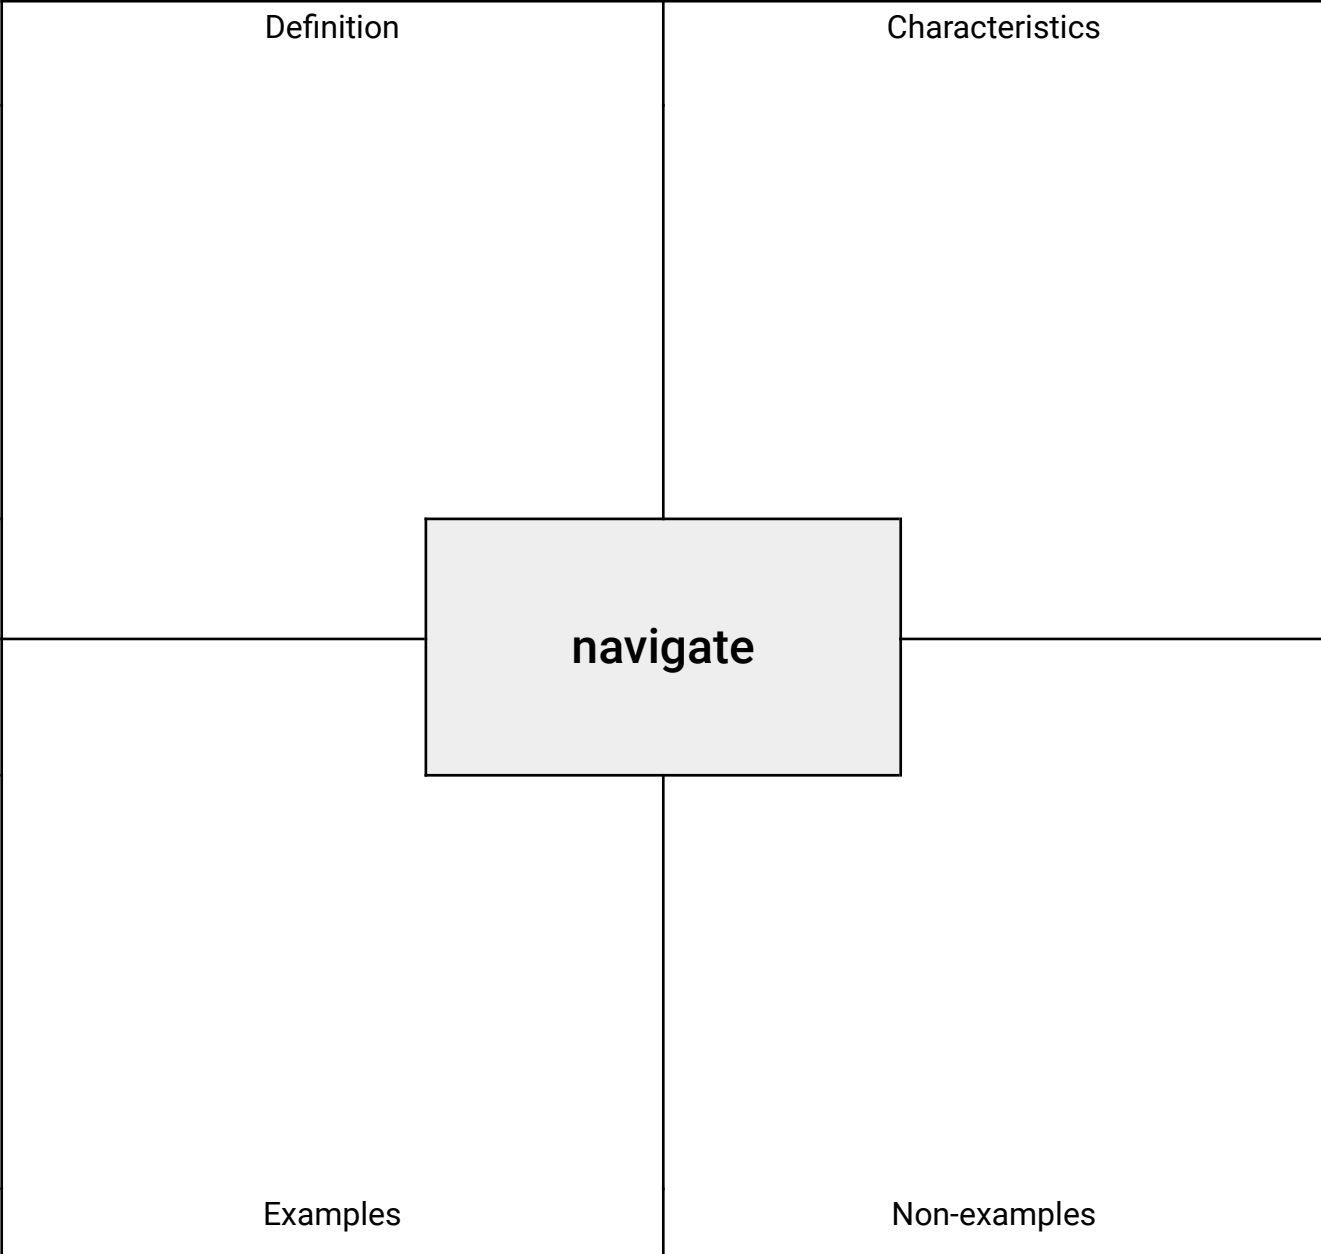 Definition
Characteristics
navigate
Examples
Non-examples